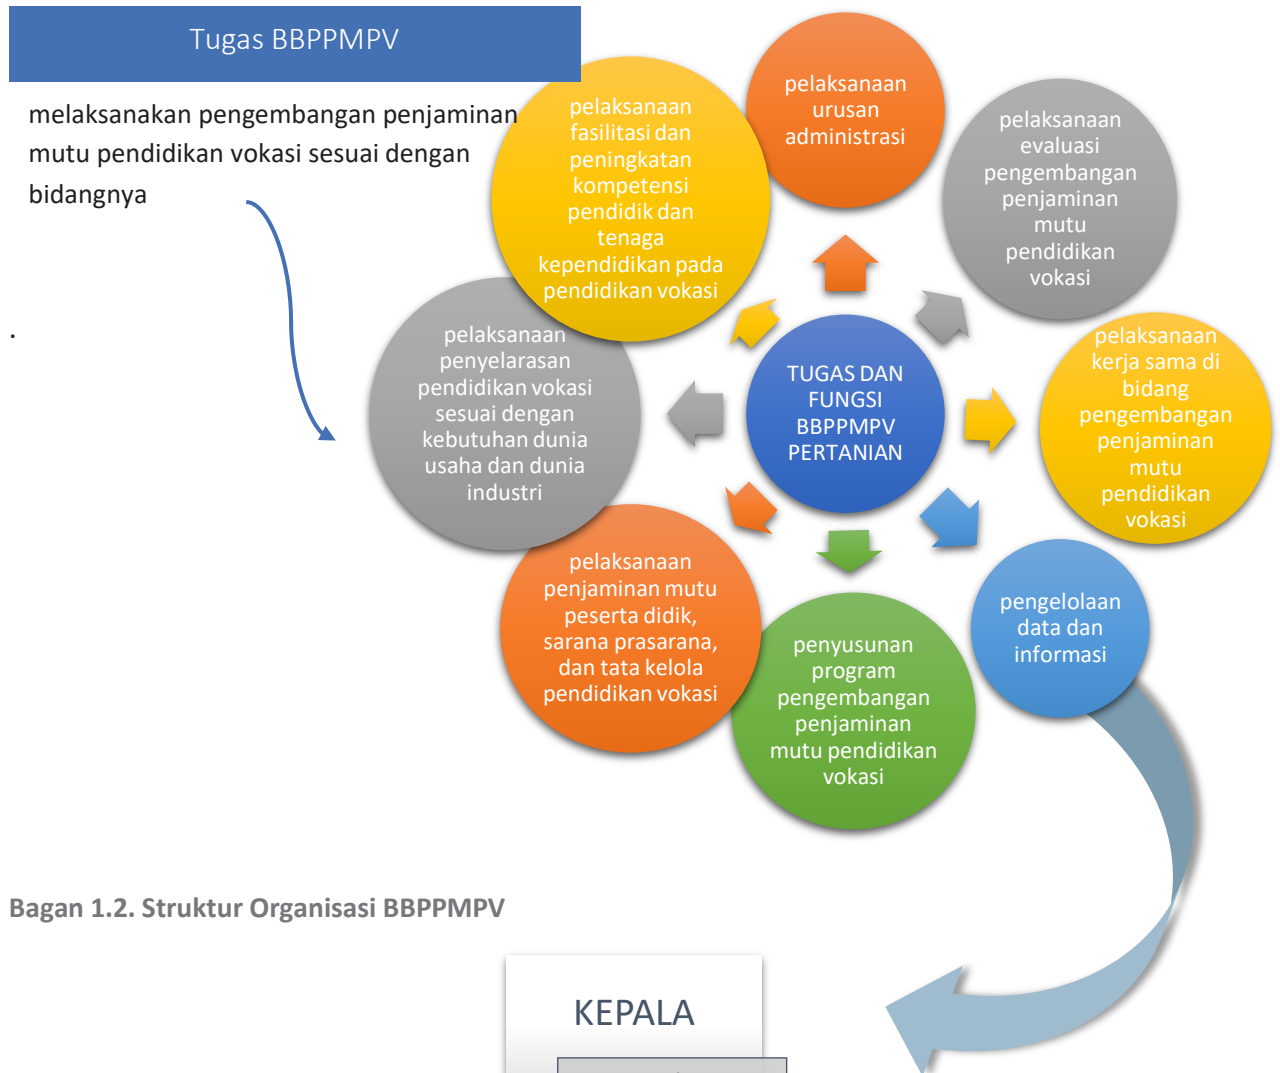 Tugas BBPPMPV
melaksanakan pengembangan penjaminan
mutu pendidikan vokasi sesuai dengan
bidangnya
.
pelaksanaan
urusan
administrasi
pelaksanaan
evaluasi
pengembangan
penjaminan
mutu
pendidikan
vokasi
pelaksanaan
kerja sama di
bidang
pengembangan
penjaminan
mutu
pendidikan
vokasi
pengelolaan
data dan
informasi
penyusunan
program
pengembangan
penjaminan
mutu pendidikan
vokasi
pelaksanaan
penjaminan mutu
peserta didik,
sarana prasarana,
dan tata kelola
pendidikan vokasi
pelaksanaan
penyelarasan
pendidikan vokasi
sesuai dengan
kebutuhan dunia
usaha dan dunia
industri
pelaksanaan
fasilitasi dan
peningkatan
kompetensi
pendidik dan
tenaga
kependidikan pada
pendidikan vokasi
TUGAS DAN
FUNGSI
BBPPMPV
PERTANIAN
Bagan 1.2. Struktur Organisasi BBPPMPV
KEPALA